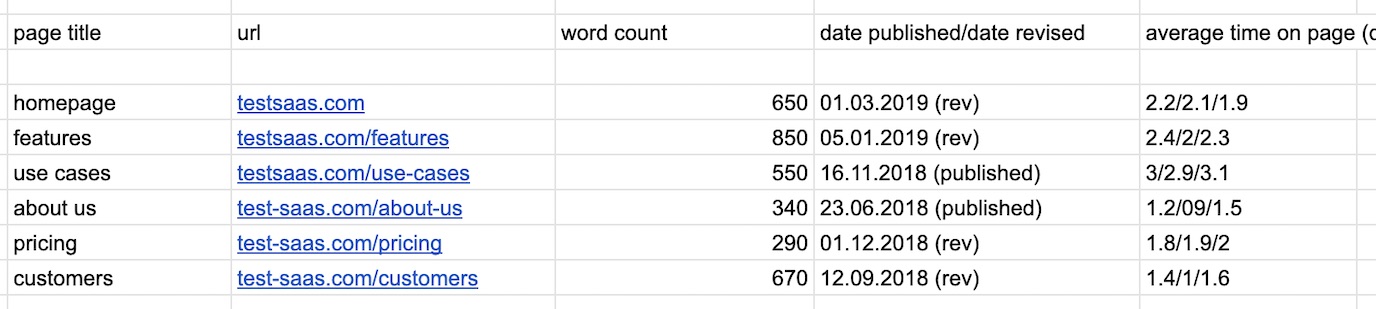 page title url word count date published/date revised average time on page (
homepage testsaas.com 650 01.03.2019 (rev) 2.2/2.1/1.9
features testsaas.com/features 850 05.01.2019 (rev) 2.4/2/2.3
use cases testsaas.com/use-cases 550 16.11.2018 (published) 3/2.9/3.1
about us test-saas.com/about-us 340 23.06.2018 (published) 1.2/09/1.5
pricing test-saas.com/pricing 290 01.12.2018 (rev) 1.8/1.9/2
customers test-saas.com/customers 670 12.09.2018 (rev) 1.4/1/1.6